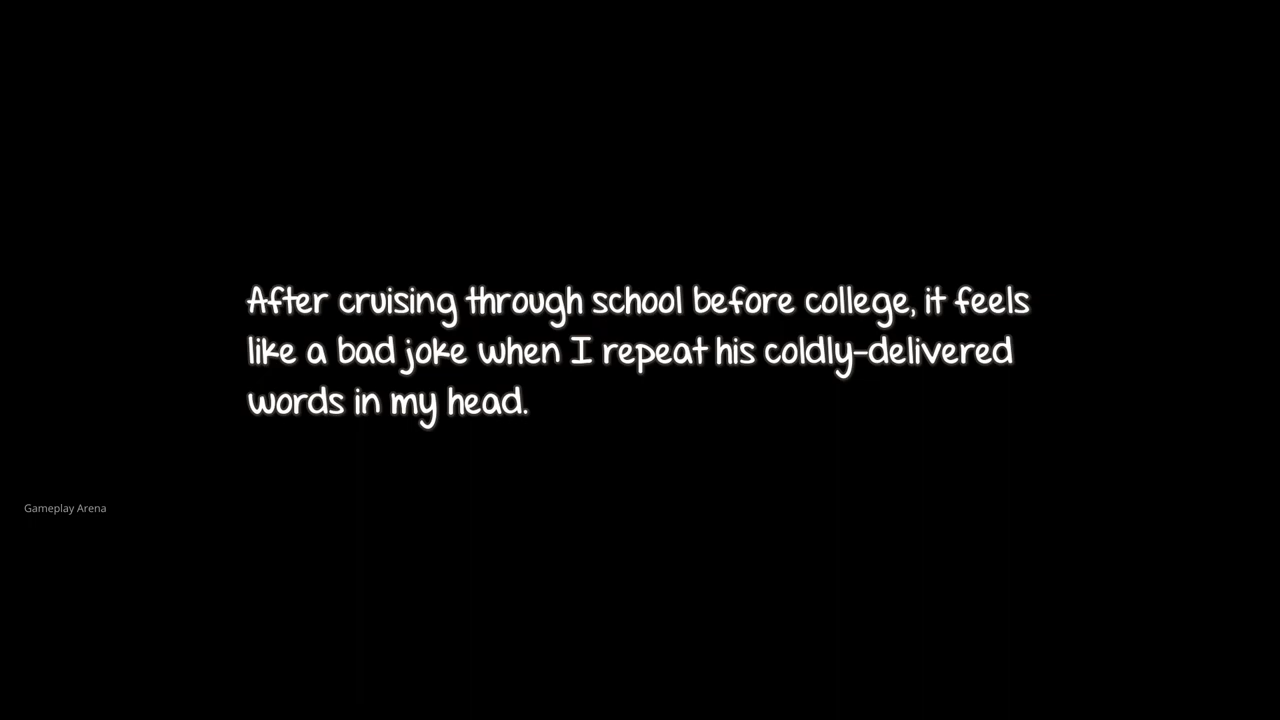 After cruising through school before college, it feels
like a bad joke when I repeat his coldly-delivered
words in my head.
Gameplay Arena